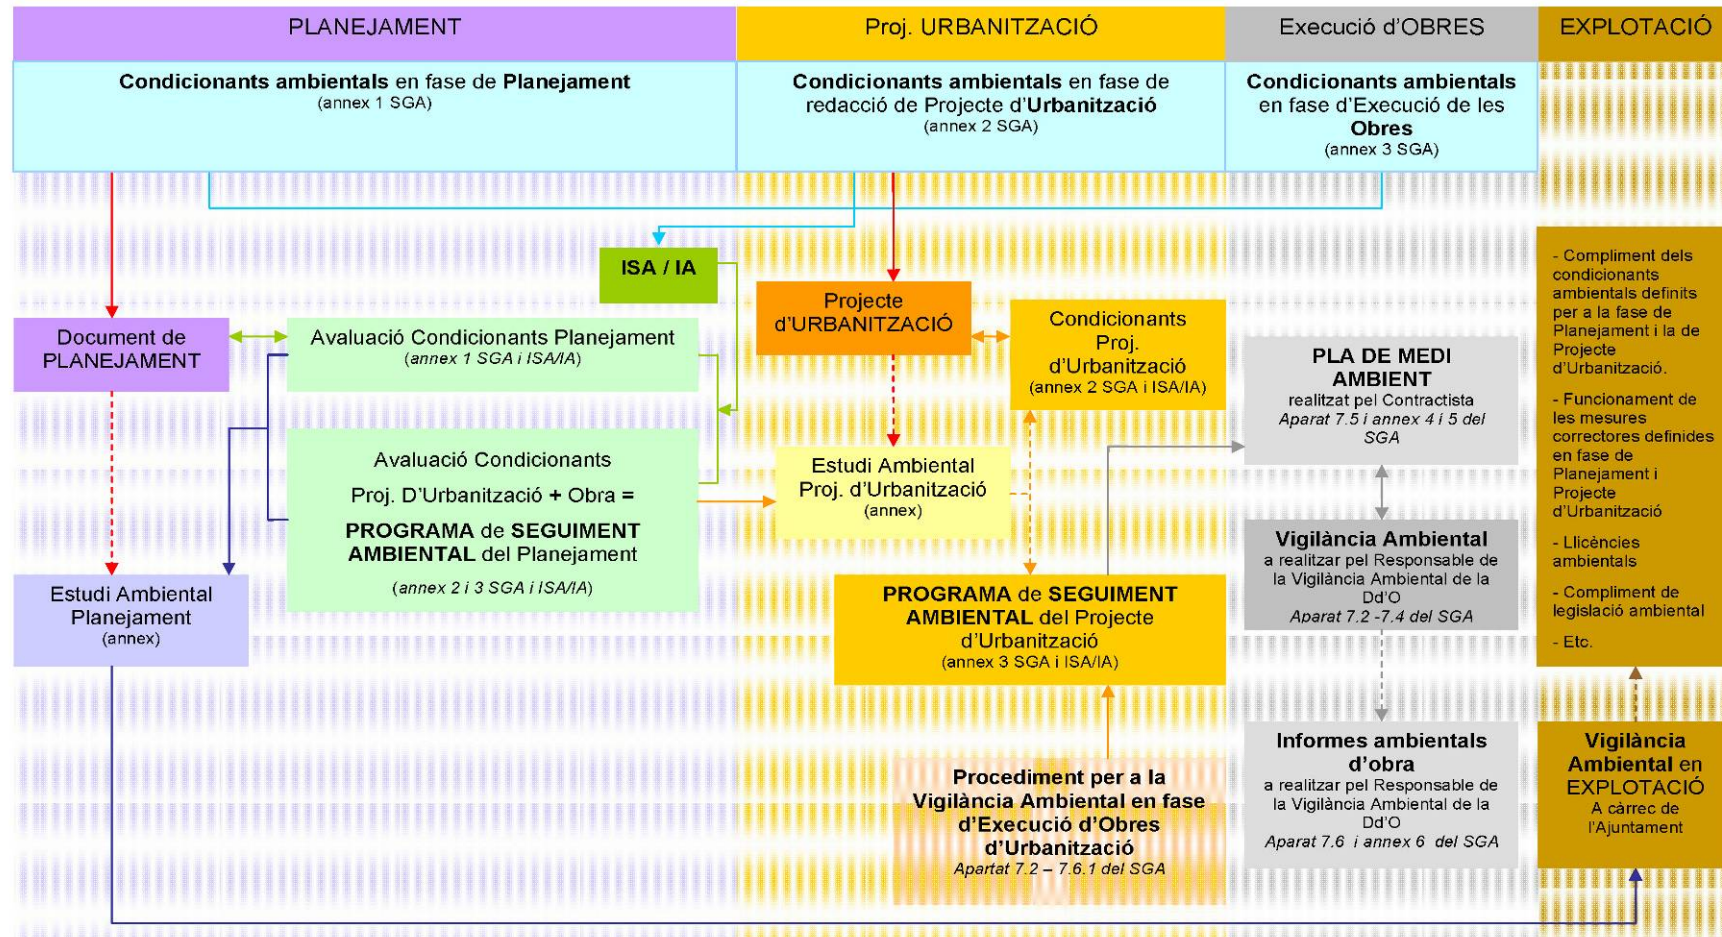 PLANEJAMENT
Proj. URBANITZACIÓ
Execució d'OBRES
EXPLOTACIÓ
Condicionants ambientals en fase de Planejament
(annex 1 SGA)
Condicionants ambientals en fase de
redacció de Projecte d'Urbanització
(annex 2 SGA)
Condicionants ambientals
en fase d'Execució de les
Obres
(annex 3 SGA)
ISA / IA
Document de
PLANEJAMENT
Avaluació Condicionants Planejament
(annex 1 SGA i ISA/IA)
Avaluació Condicionants
Proj. D'Urbanització + Obra =
PROGRAMA de SEGUIMENT
AMBIENTAL del Planejament
(annex 2 i 3 SGA i ISA/IA)
Estudi Ambiental
Planejament
(annex)
Projecte
d'URBANITZACIÓ
Condicionants
Proj.
d'Urbanització
(annex 2 SGA i ISA/IA)
Estudi Ambiental
Proj. d'Urbanització
(annex)
PROGRAMA de SEGUIMENT
AMBIENTAL del Projecte
d'Urbanització
(annex 3 SGA i ISA/IA)
Procediment per a la
Vigilància Ambiental en fase
d'Execució d'Obres
d'Urbanització
Apartat 7.2 – 7.6.1 del SGA
PLA DE MEDI
AMBIENT
realitzat pel Contractista
Aparat 7.5 i annex 4 i 5 del
SGA
Vigilància Ambiental
a realitzar pel Responsable de
la Vigilància Ambiental de la
Dd'O
Aparat 7.2 -7.4 del SGA
Informes ambientals
d'obra
a realitzar pel Responsable de
la Vigilància Ambiental de la
Dd'O
Aparat 7.6 i annex 6 del SGA
- Compliment dels
condicionants
ambientals definits
per a la fase de
Planejament i la de
Projecte
d'Urbanització.
- Funcionament de
les mesures
correctores definides
en fase de
Planejament i
Projecte
d'Urbanització
- Llicències
ambientals
- Compliment de
legislació ambiental
- Etc.
Vigilància
Ambiental en
EXPLOTACIÓ
A càrrec de
l'Ajuntament